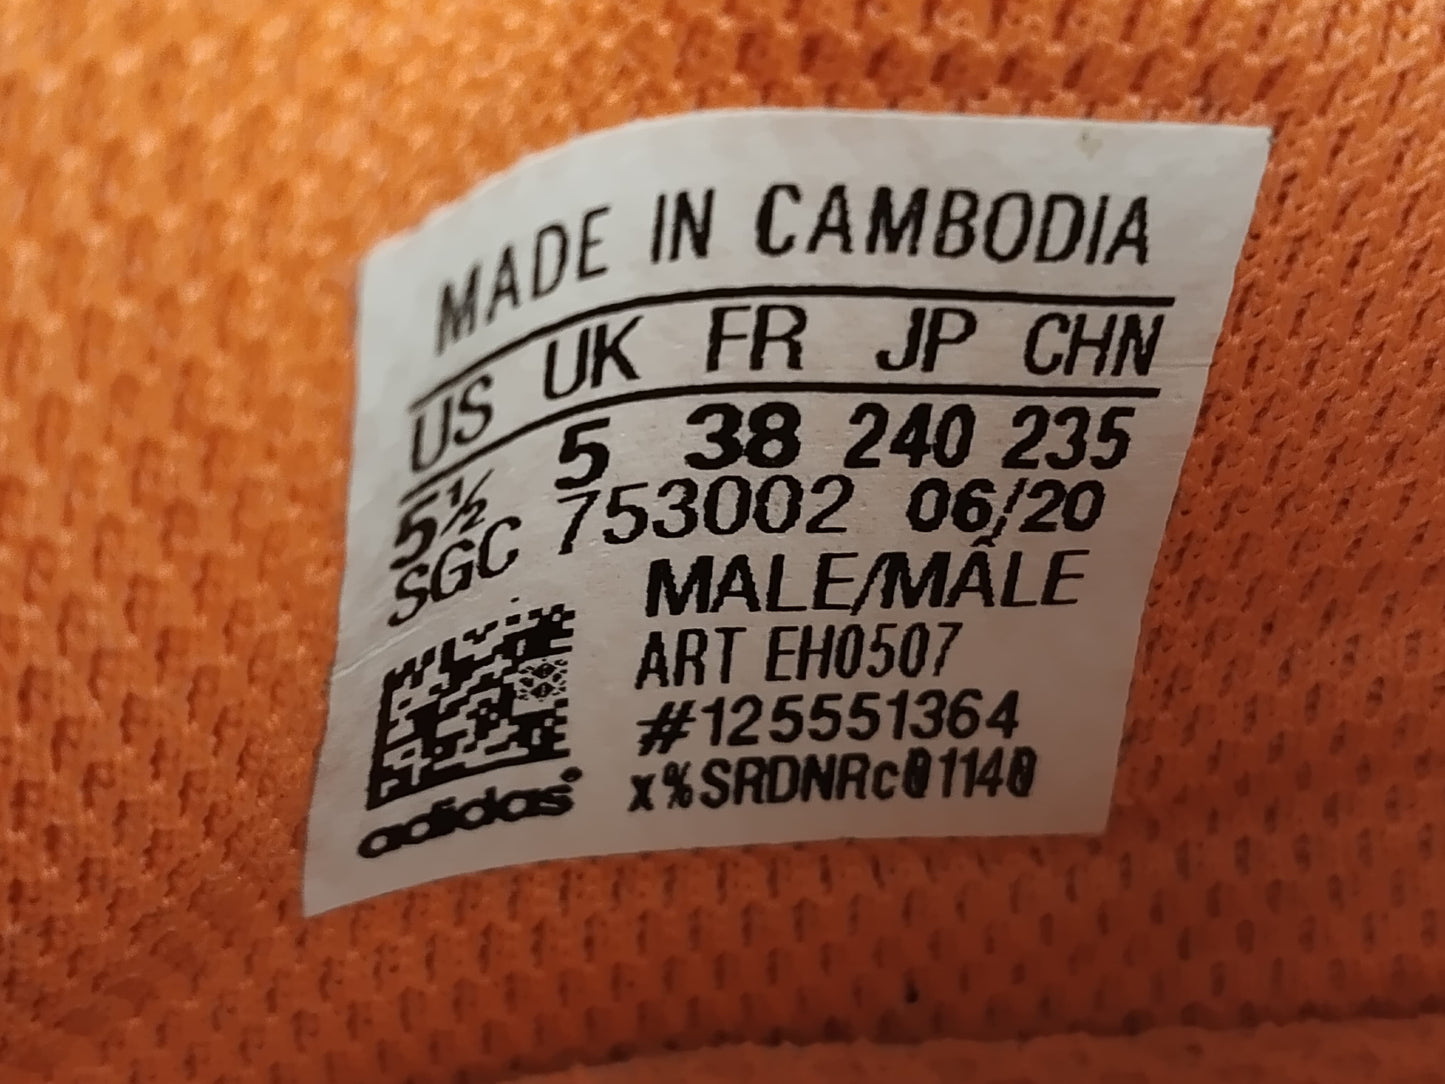 MADE IN CAMBODIA
US UK FR JP CHN
5½ 5 38 240 235
SGC 753002 06/20
MALE/MÂLE
ART EH0507
#125551364
x%SRDNRc01140
adidas